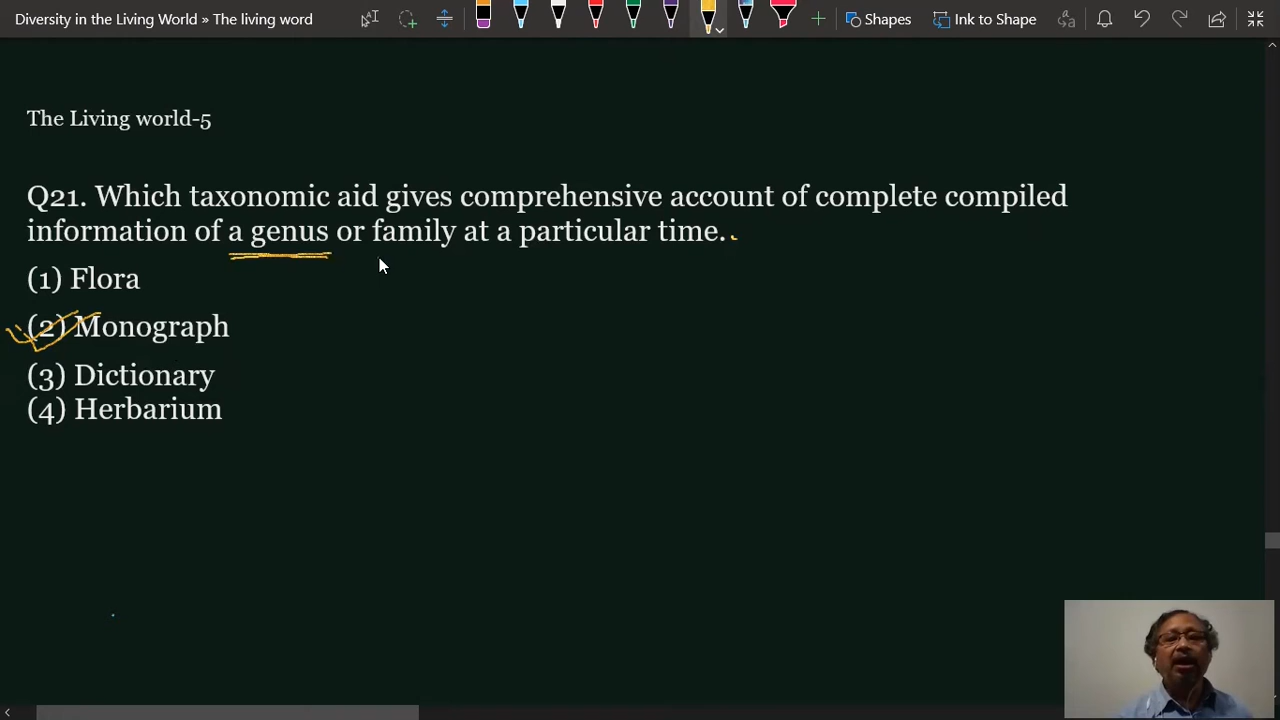 Diversity in the Living World » The living word
Shapes
Ink to Shape
The Living world-5
Q21. Which taxonomic aid gives comprehensive account of complete compiled
information of a genus or family at a particular time.
(1) Flora
(2) Monograph
(3) Dictionary
(4) Herbarium